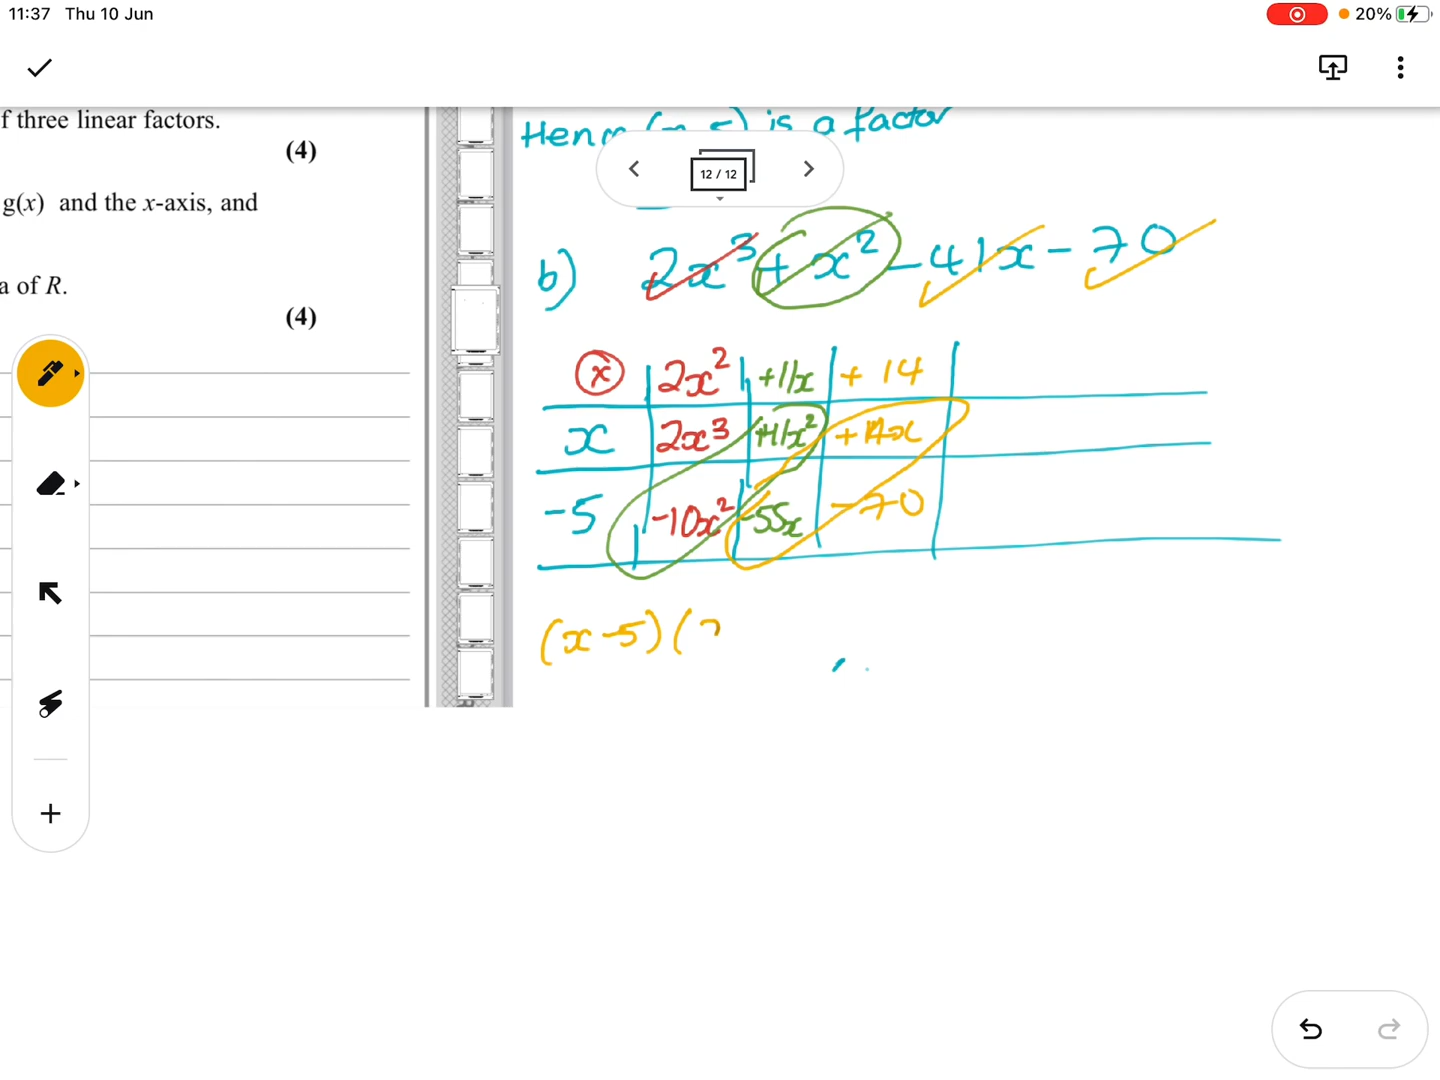 11:37 Thu 10 Jun
20%
f three linear factors.
(4)
g(x) and the x-axis, and
a of R.
(4)
is a factor
12 / 12
b) 2x³ + x² - 41x - 70
x 2x² +11x + 14
x 2x³ +11x² +14x
-5 -10x² -55x -70
(x-5)(2